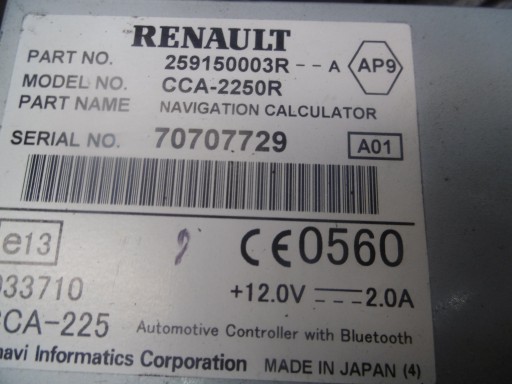 RENAULT
PART NO. 259150003R -- A AP9
MODEL NO. CCA-2250R
PART NAME NAVIGATION CALCULATOR
SERIAL NO. 70707729 A01
e13 CE0560
033710 +12.0V 2.0A
CCA-225 Automotive Controller with Bluetooth
navi Informatics Corporation MADE IN JAPAN (4)